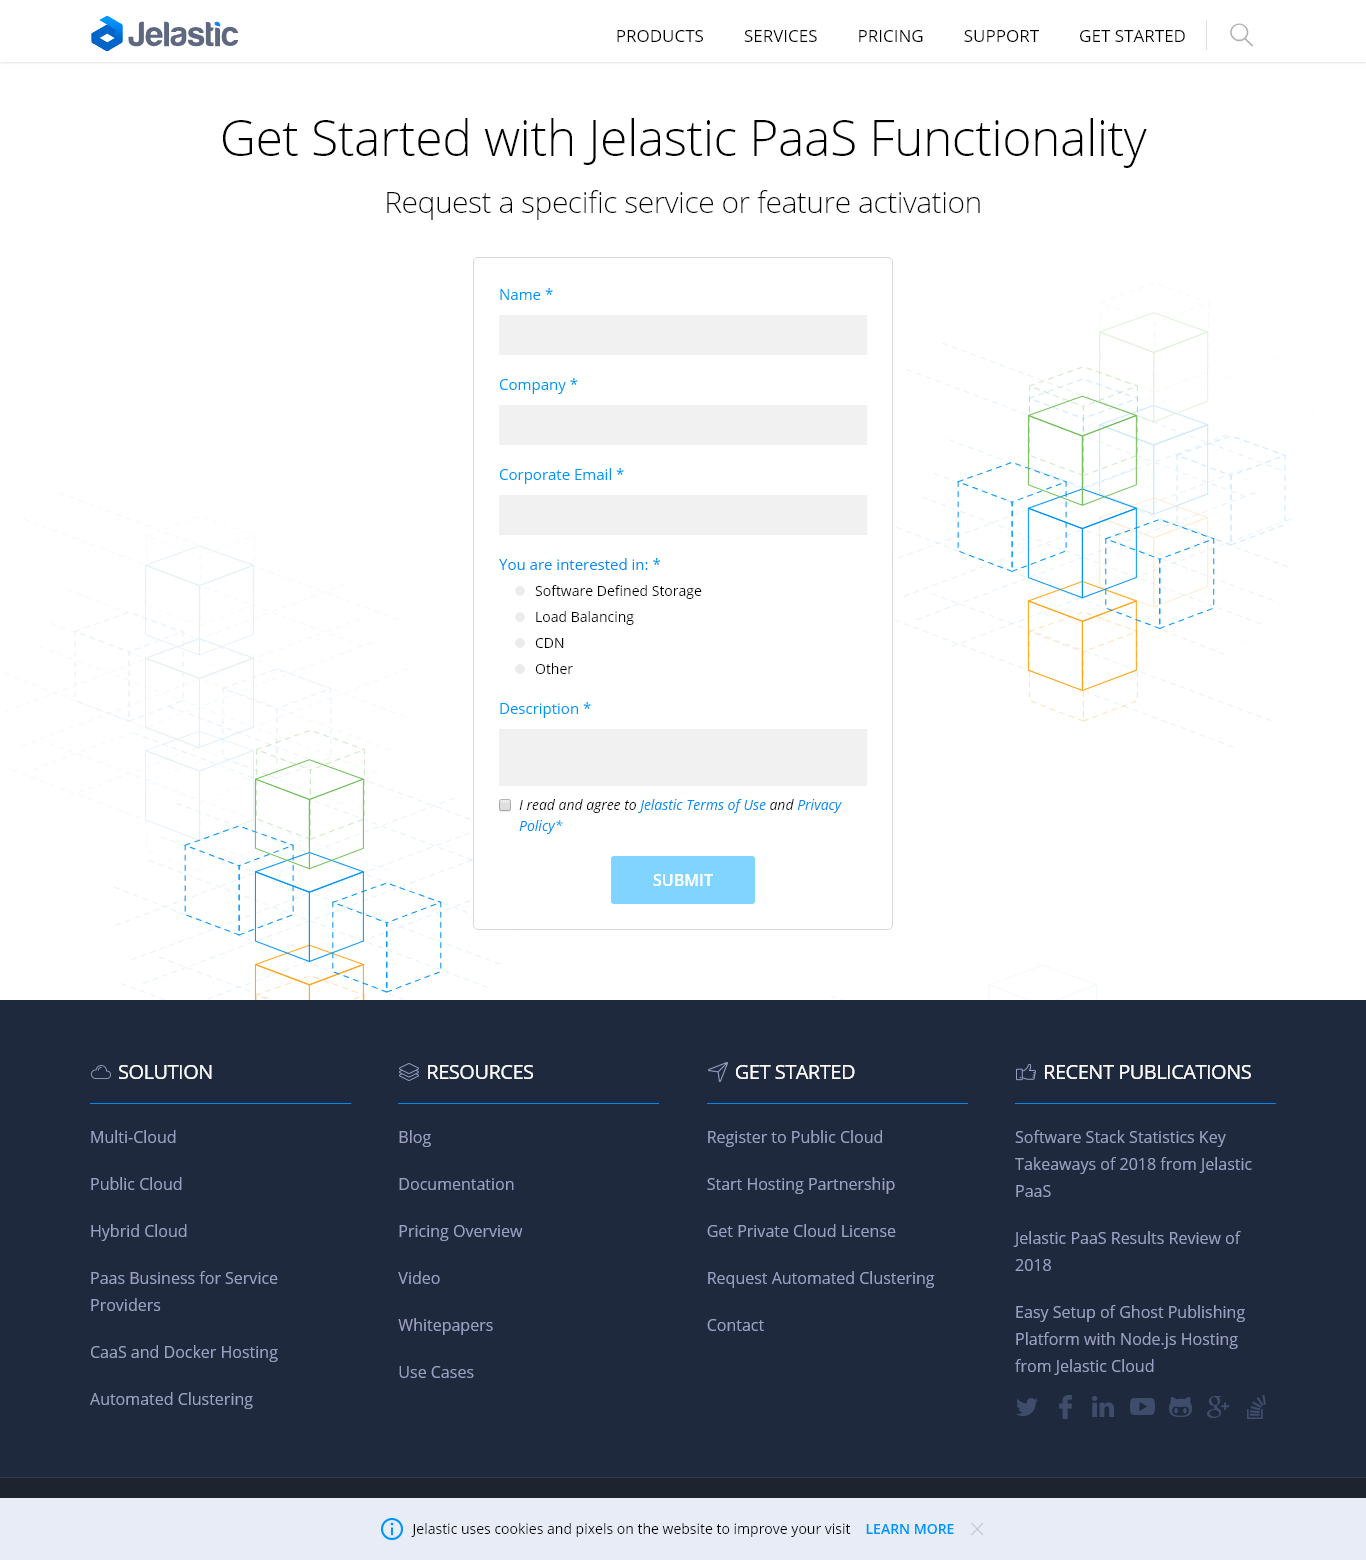 Jelastic
PRODUCTS SERVICES PRICING SUPPORT GET STARTED
Get Started with Jelastic PaaS Functionality
Request a specific service or feature activation
Name *
Company *
Corporate Email *
You are interested in: *
Software Defined Storage
Load Balancing
CDN
Other
Description *
I read and agree to Jelastic Terms of Use and Privacy
Policy*
SUBMIT
SOLUTION
Multi-Cloud
Public Cloud
Hybrid Cloud
Paas Business for Service
Providers
CaaS and Docker Hosting
Automated Clustering
RESOURCES
Blog
Documentation
Pricing Overview
Video
Whitepapers
Use Cases
GET STARTED
Register to Public Cloud
Start Hosting Partnership
Get Private Cloud License
Request Automated Clustering
Contact
RECENT PUBLICATIONS
Software Stack Statistics Key
Takeaways of 2018 from Jelastic
PaaS
Jelastic PaaS Results Review of
2018
Easy Setup of Ghost Publishing
Platform with Node.js Hosting
from Jelastic Cloud
Jelastic uses cookies and pixels on the website to improve your visit LEARN MORE